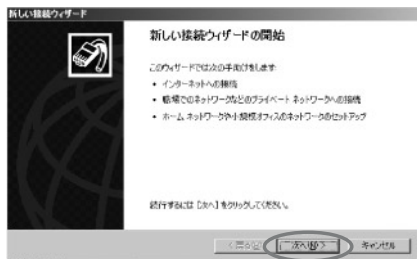 新しい接続ウィザード
新しい接続ウィザードの開始
このウィザードでは次の手助けをします:
• インターネットへの接続
• 職場でのネットワークなどのプライベート ネットワークへの接続
• ホーム ネットワークや小規模オフィスのネットワークのセットアップ
続行するには [次へ] をクリックしてください。
< 戻る(B) 次へ(N) > キャンセル